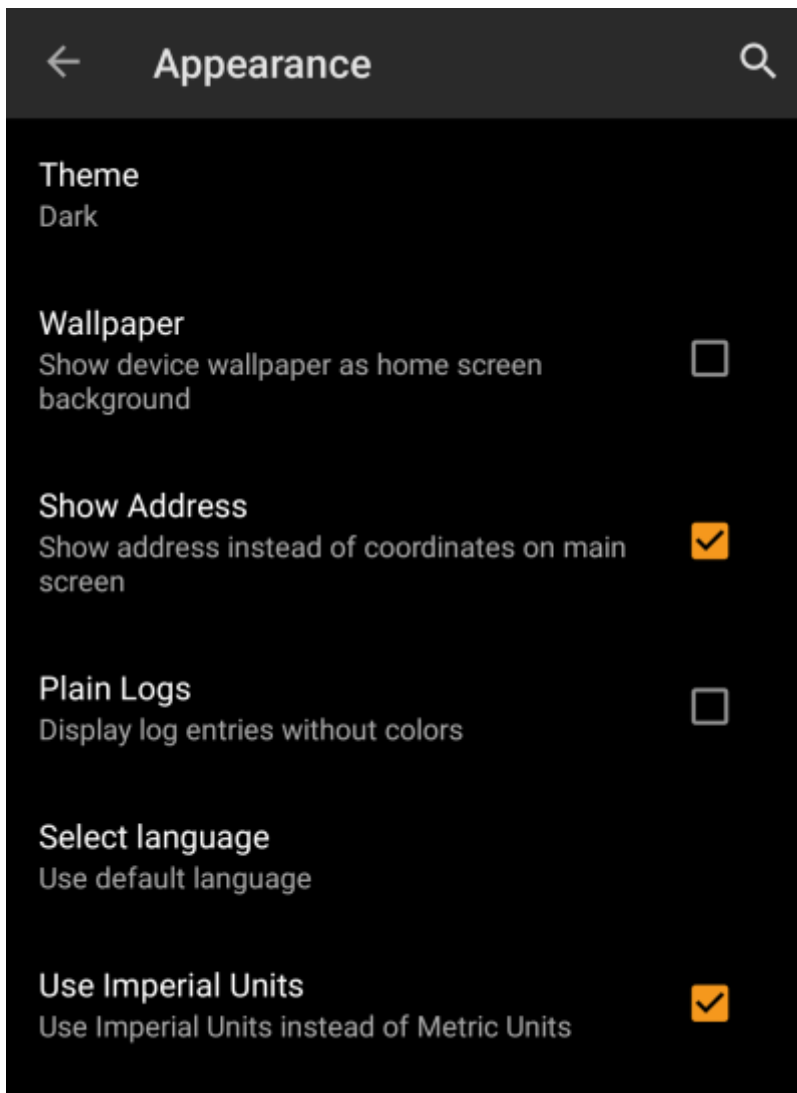 Appearance
Theme
Dark
Wallpaper
Show device wallpaper as home screen
background
Show Address
Show address instead of coordinates on main
screen
Plain Logs
Display log entries without colors
Select language
Use default language
Use Imperial Units
Use Imperial Units instead of Metric Units